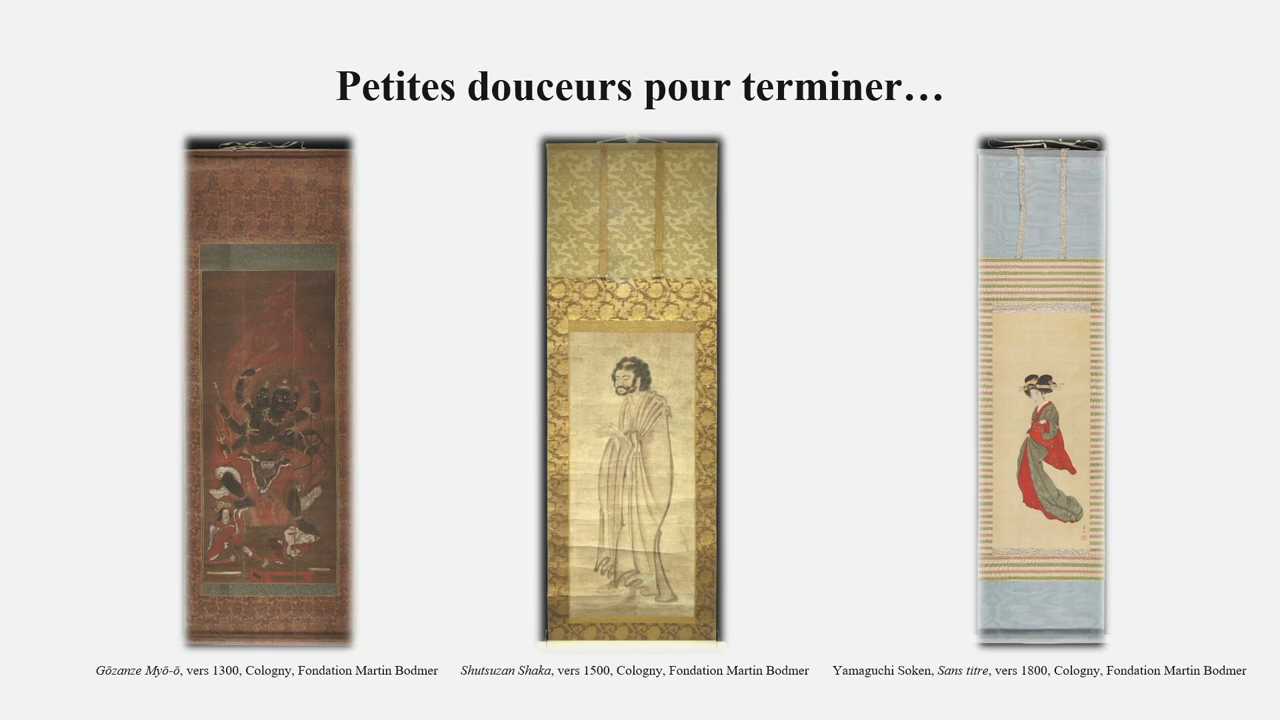 Petites douceurs pour terminer…
Gōzanze Myō-ō, vers 1300, Cologny, Fondation Martin Bodmer
Shutsuzan Shaka, vers 1500, Cologny, Fondation Martin Bodmer
Yamaguchi Soken, Sans titre, vers 1800, Cologny, Fondation Martin Bodmer